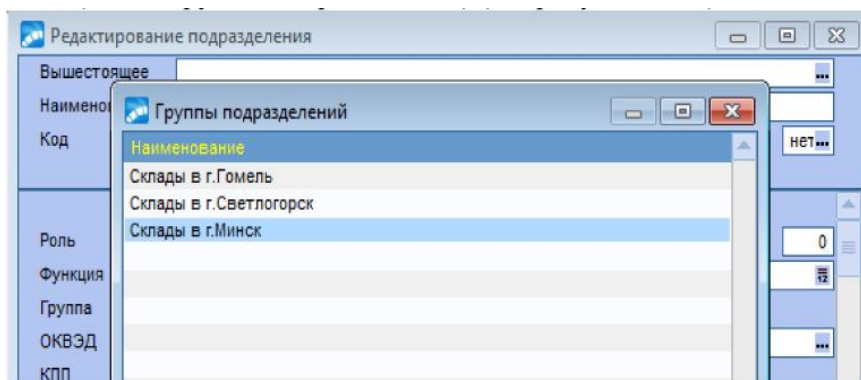 Редактирование подразделения
Вышестоящее
Группы подразделений
Код
нет
Наименование
Склады в г.Гомель
Склады в г.Светлогорск
Склады в г.Минск
Роль
0
Функция
Группа
ОКВЭД
КПП